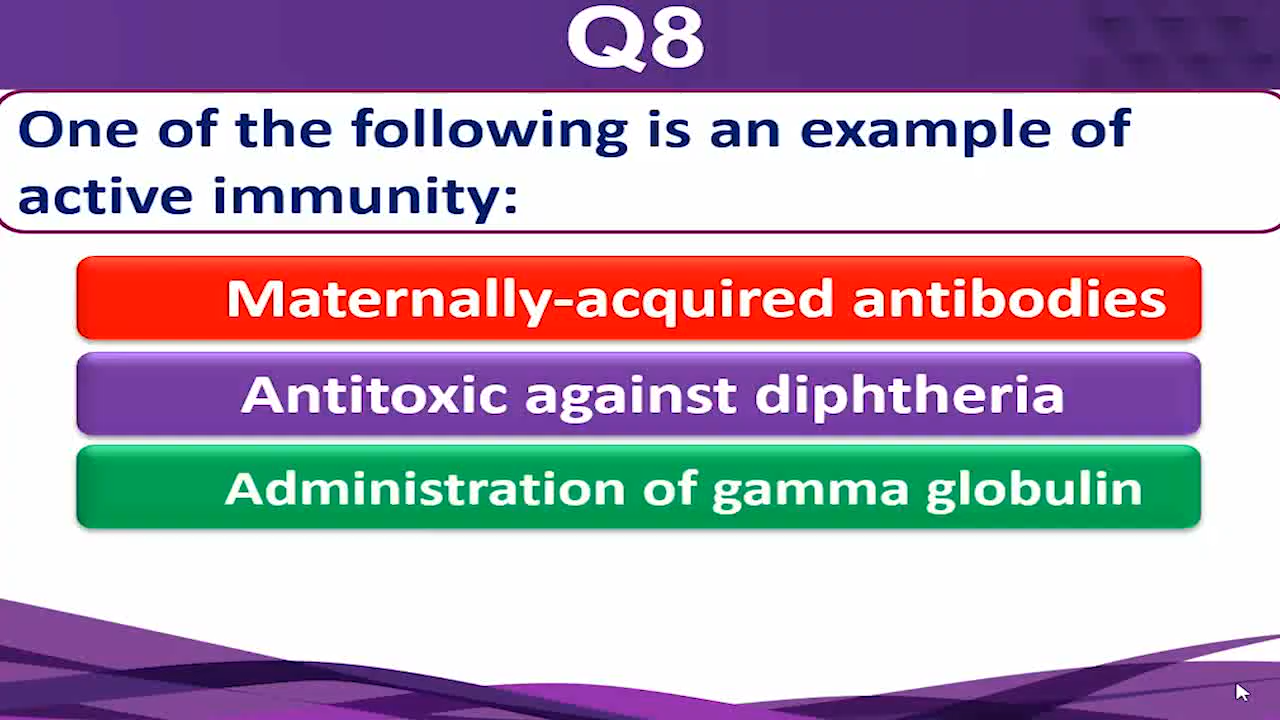 Q8
One of the following is an example of
active immunity:
Maternally-acquired antibodies
Antitoxic against diphtheria
Administration of gamma globulin